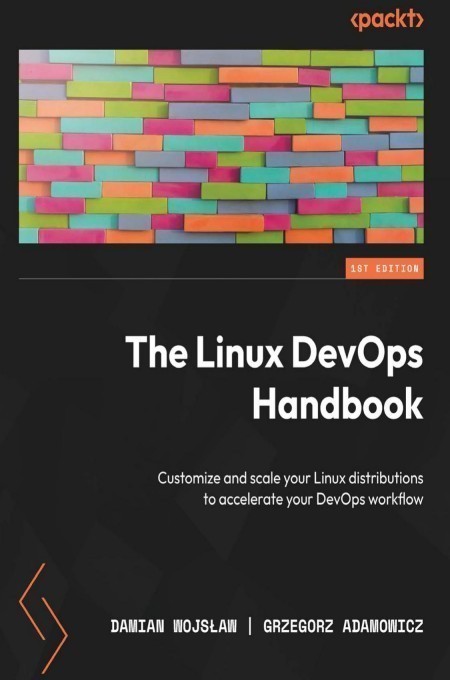 <packt>
1ST EDITION
The Linux DevOps
Handbook
Customize and scale your Linux distributions
to accelerate your DevOps workflow
DAMIAN WOJSŁAW | GRZEGORZ ADAMOWICZ